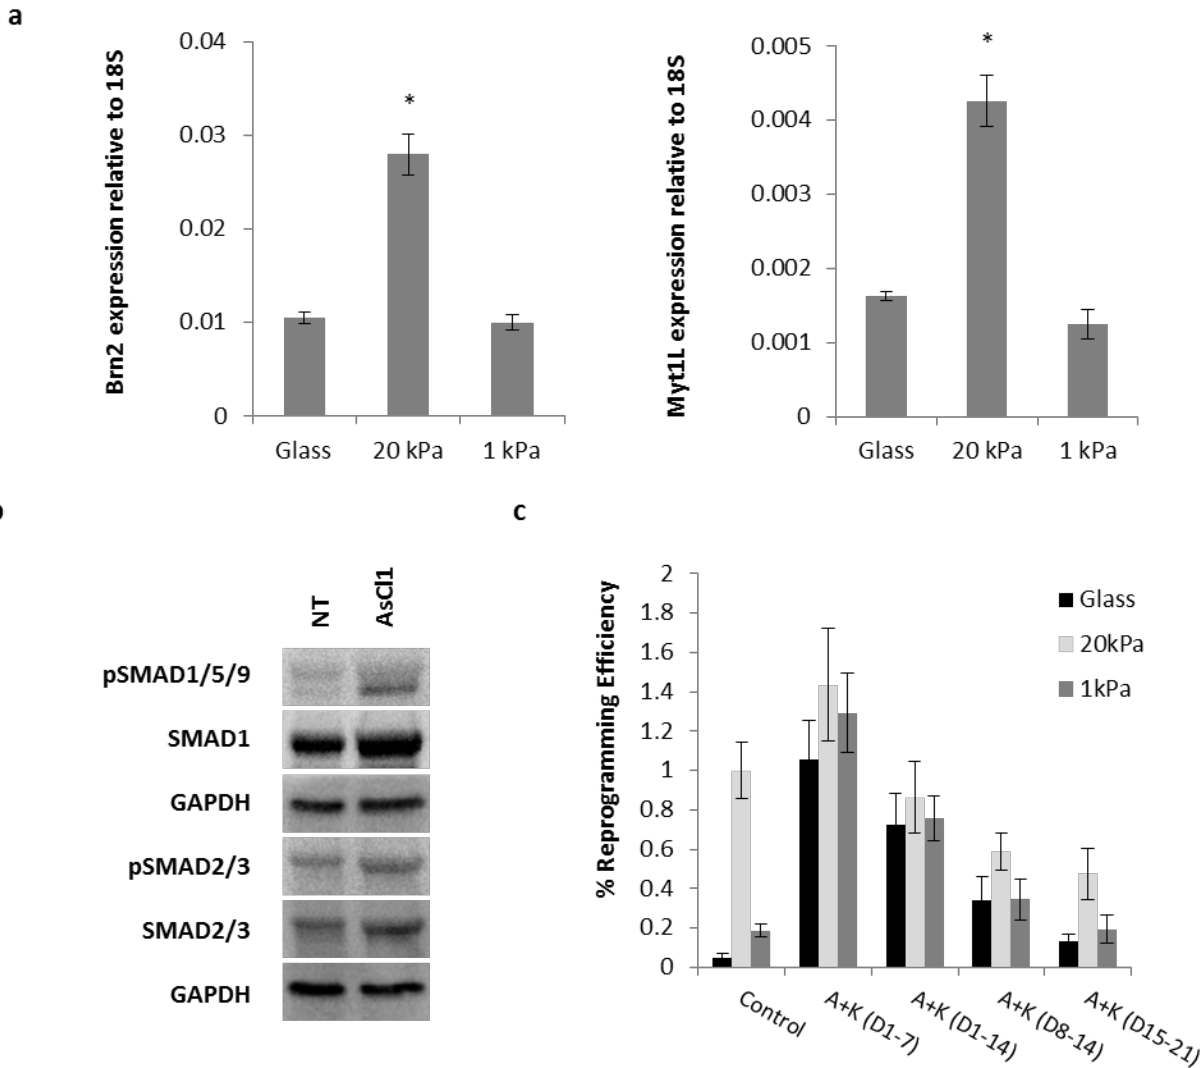 a
Brn2 expression relative to 18S
0.04
0.03
0.02
0.01
0
*
Glass
20 kPa
1 kPa
Myt1L expression relative to 18S
0.005
0.004
0.003
0.002
0.001
0
*
Glass
20 kPa
1 kPa
NT
AsCl1
pSMAD1/5/9
SMAD1
GAPDH
pSMAD2/3
SMAD2/3
GAPDH
c
% Reprogramming Efficiency
2
1.8
1.6
1.4
1.2
1
0.8
0.6
0.4
0.2
0
Glass
20kPa
1kPa
Control
A+K (D1-7)
A+K (D1-14)
A+K (D8-14)
A+K (D15-21)